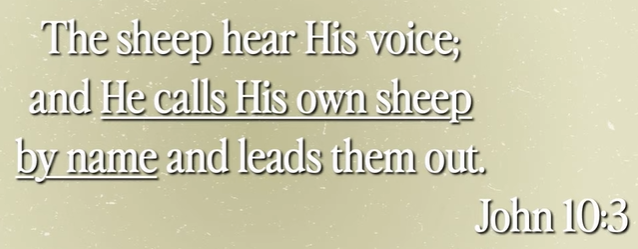 The sheep hear His voice;
and He calls His own sheep
by name and leads them out.
John 10:3